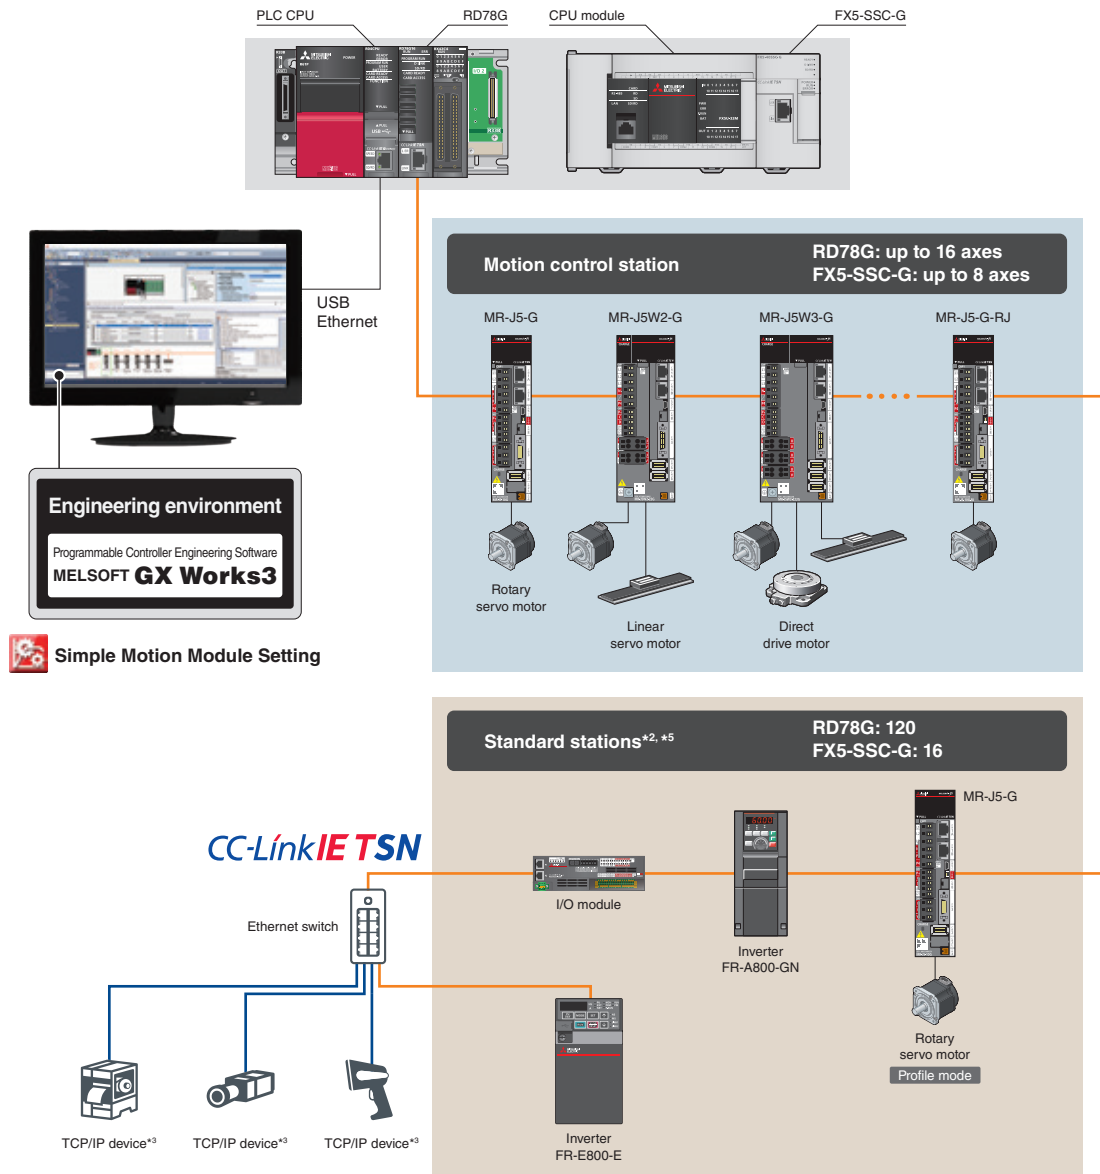 PLC CPU
RD78G
CPU module
FX5-SSC-G
MITSUBISHI
ELECTRIC
POWER
USB
Ethernet
Motion control station
RD78G: up to 16 axes
FX5-SSC-G: up to 8 axes
MR-J5-G
MR-J5W2-G
MR-J5W3-G
MR-J5-G-RJ
Engineering environment
Programmable Controller Engineering Software
MELSOFT GX Works3
Simple Motion Module Setting
Rotary
servo motor
Linear
servo motor
Direct
drive motor
Standard stations*2, *5
RD78G: 120
FX5-SSC-G: 16
MR-J5-G
CC-Link IE TSN
I/O module
Ethernet switch
Inverter
FR-A800-GN
Rotary
servo motor
Profile mode
TCP/IP device*3
TCP/IP device*3
TCP/IP device*3
Inverter
FR-E800-E